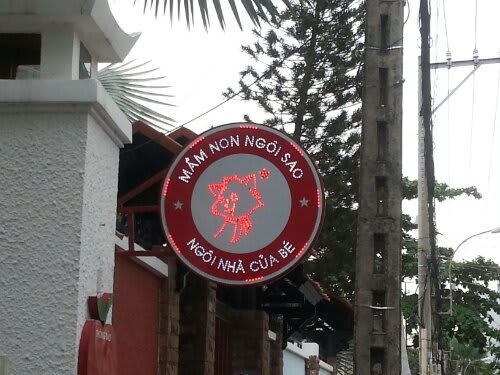 MẦM NON NGÔI SAO
NGÔI NHÀ CỦA BÉ